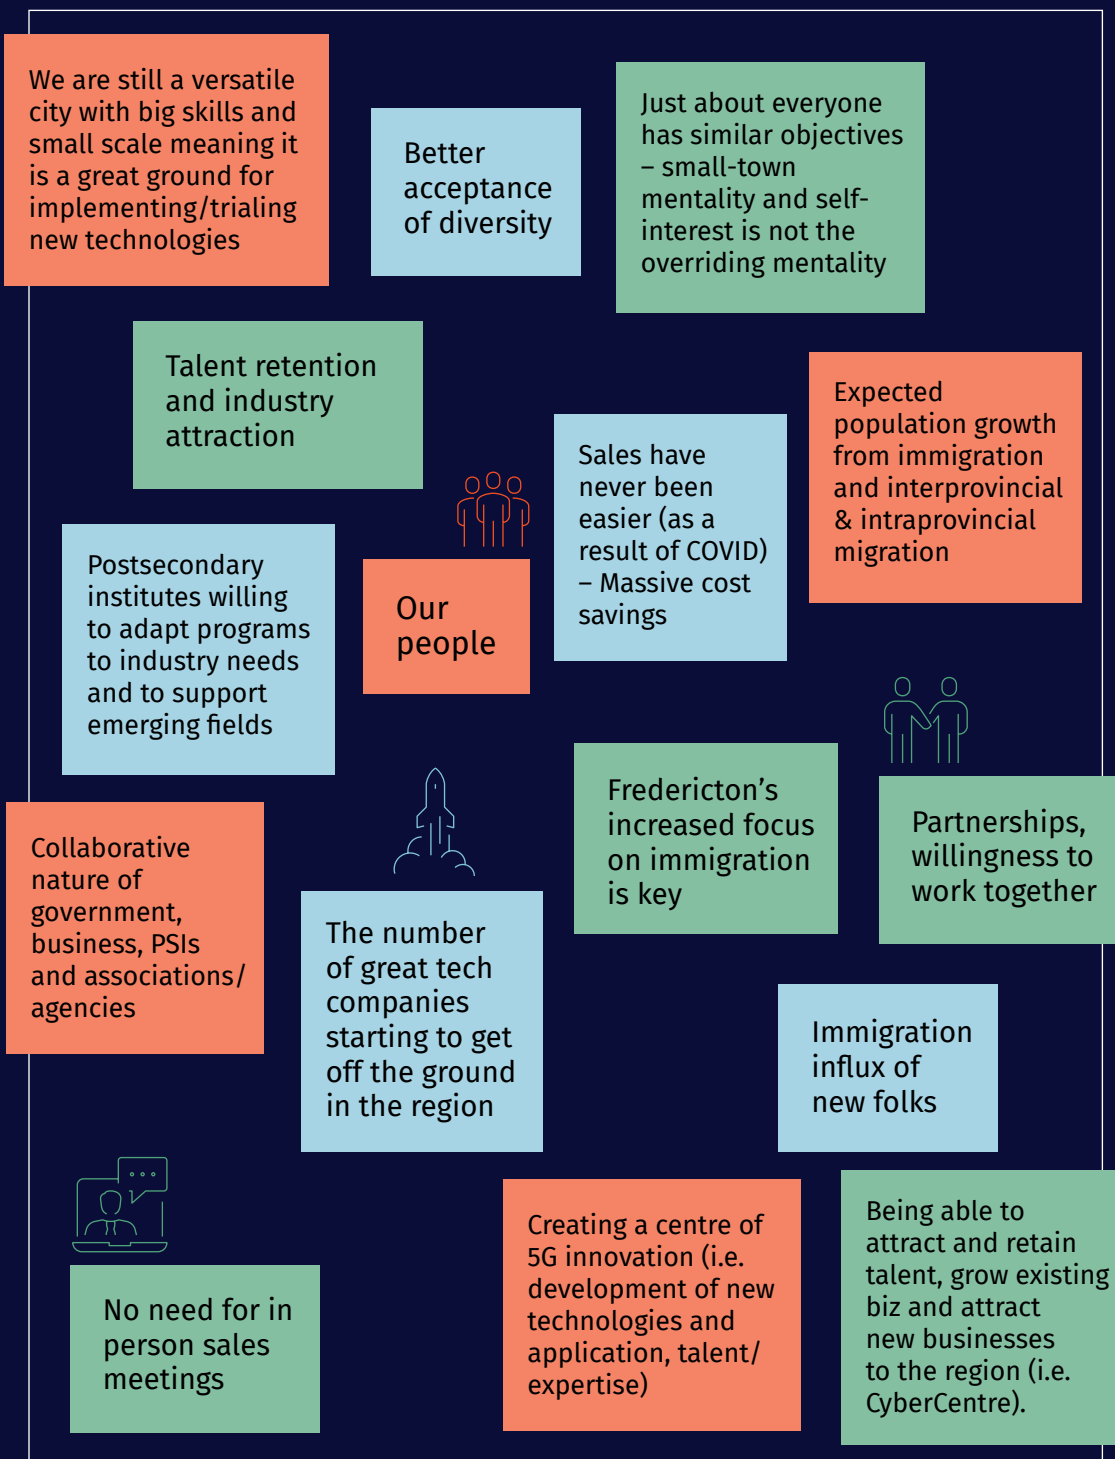 We are still a versatile
city with big skills and
small scale meaning it
is a great ground for
implementing/trialing
new technologies
Better
acceptance
of diversity
Just about everyone
has similar objectives
– small-town
mentality and self-
interest is not the
overriding mentality
Talent retention
and industry
attraction
Expected
population growth
from immigration
and interprovincial
& intraprovincial
migration
Sales have
never been
easier (as a
result of COVID)
– Massive cost
savings
Postsecondary
institutes willing
to adapt programs
to industry needs
and to support
emerging fields
Our
people
Fredericton’s
increased focus
on immigration
is key
Partnerships,
willingness to
work together
Collaborative
nature of
government,
business, PSIs
and associations/
agencies
The number
of great tech
companies
starting to get
off the ground
in the region
Immigration
influx of
new folks
No need for in
person sales
meetings
Creating a centre of
5G innovation (i.e.
development of new
technologies and
application, talent/
expertise)
Being able to
attract and retain
talent, grow existing
biz and attract
new businesses
to the region (i.e.
CyberCentre).